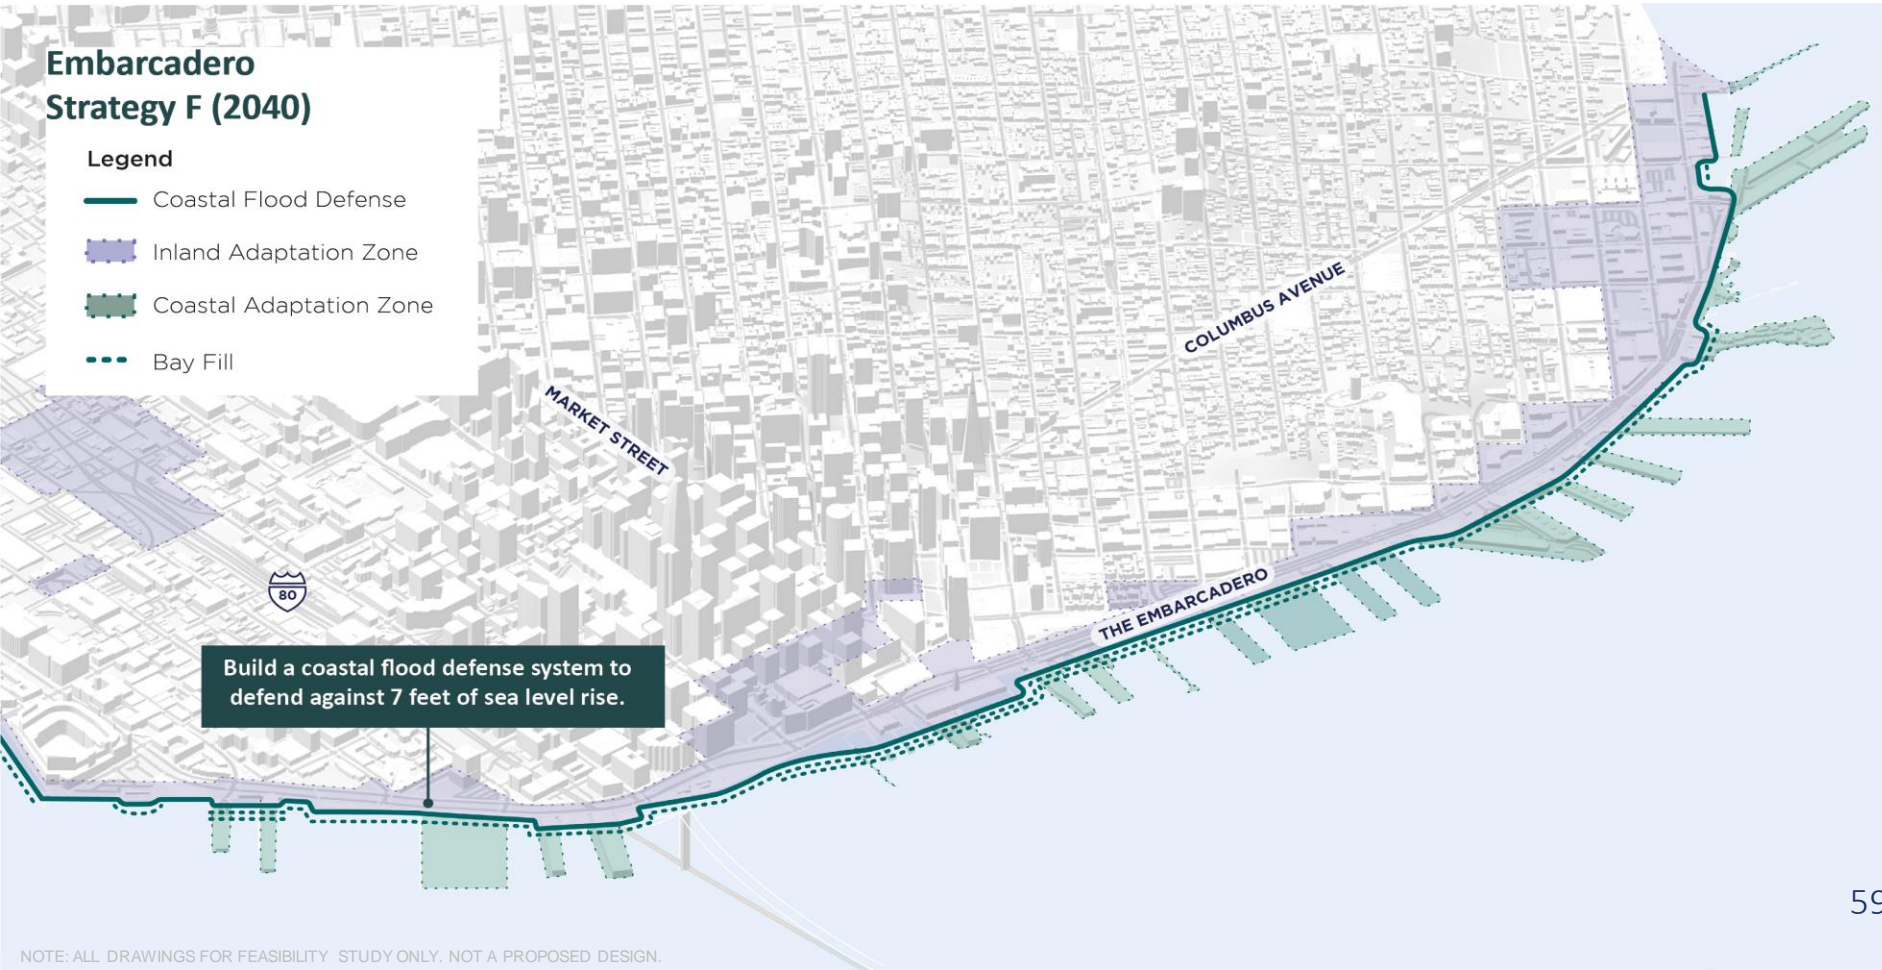 Embarcadero
Strategy F (2040)
Legend
Coastal Flood Defense
Inland Adaptation Zone
Coastal Adaptation Zone
Bay Fill
COLUMBUS AVENUE
MARKET STREET
80
THE EMBARCADERO
Build a coastal flood defense system to
defend against 7 feet of sea level rise.
59
NOTE: ALL DRAWINGS FOR FEASIBILITY STUDY ONLY. NOT A PROPOSED DESIGN.